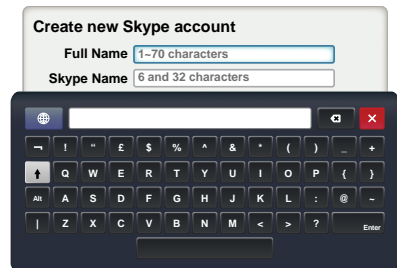 Create new Skype account
Full Name 1~70 characters
Skype Name 6 and 32 characters
¬ ! “ £ $ % ^ & * ( ) _ +
Q W E R T Y U I O P { }
Alt A S D F G H J K L : @ ~
| Z X C V B N M < > ? Enter